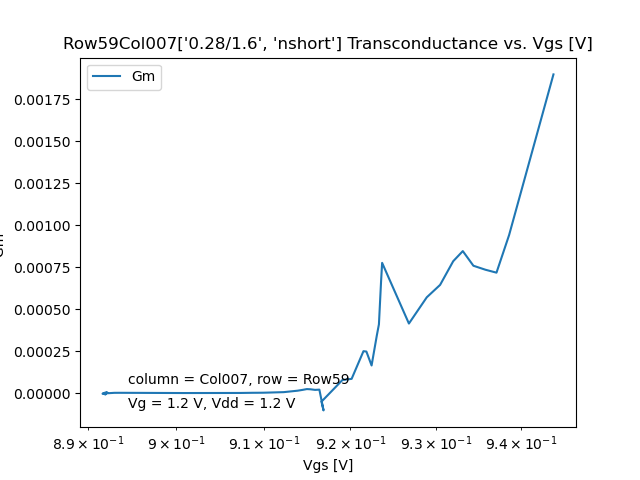 Row59Col007['0.28/1.6', 'nshort'] Transconductance vs. Vgs [V]
Gm
0.00175
0.00150
0.00125
0.00100
0.00075
0.00050
0.00025
0.00000
column = Col007, row = Row59
Vg = 1.2 V, Vdd = 1.2 V
8.9 × 10⁻¹ 9 × 10⁻¹ 9.1 × 10⁻¹ 9.2 × 10⁻¹ 9.3 × 10⁻¹ 9.4 × 10⁻¹
Vgs [V]